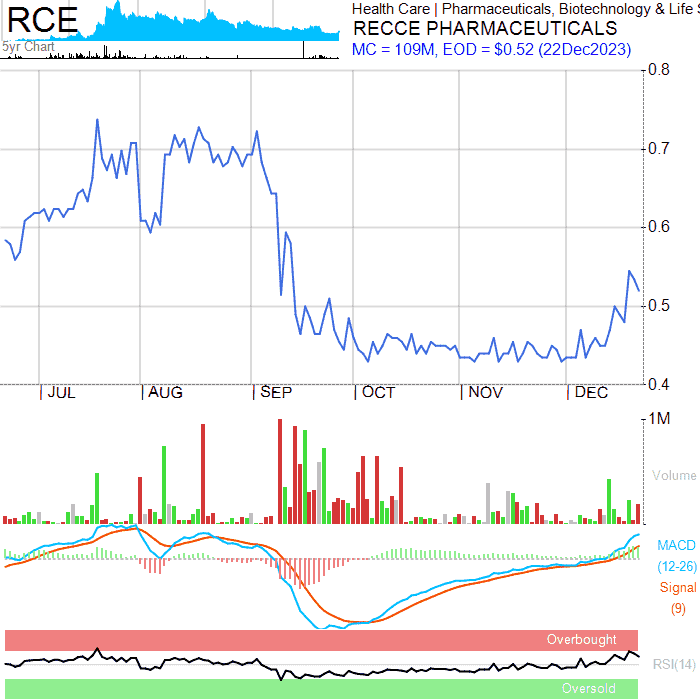 RCE
5yr Chart
Health Care | Pharmaceuticals, Biotechnology & Life S
RECCE PHARMACEUTICALS
MC = 109M, EOD = $0.52 (22Dec2023)
0.8
0.7
0.6
0.5
0.4
JUL AUG SEP OCT NOV DEC
1M
Volume
MACD
(12-26)
Signal
(9)
Overbought
RSI(14)
Oversold